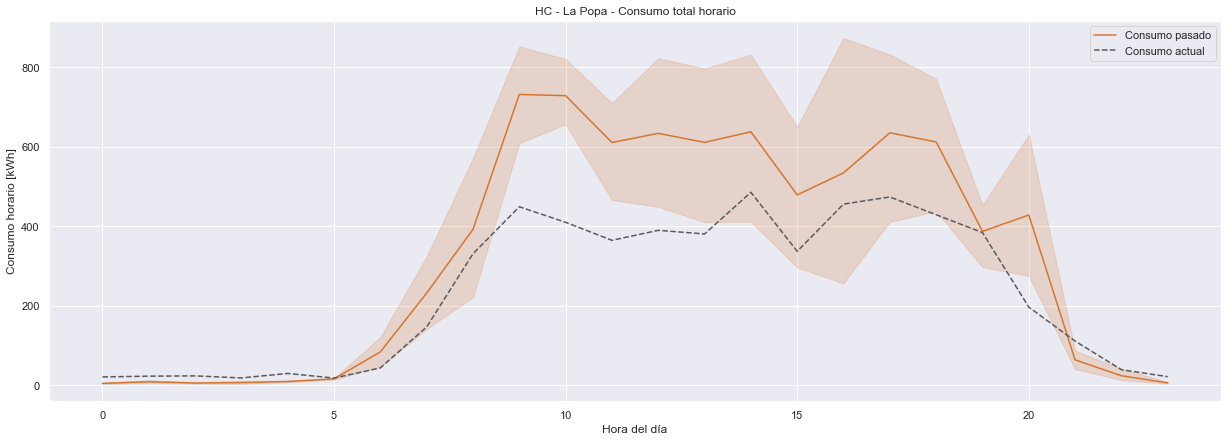 HC - La Popa - Consumo total horario
Consumo pasado
Consumo actual
Consumo horario [kWh]
800
600
400
200
0
0 5 10 15 20
Hora del día